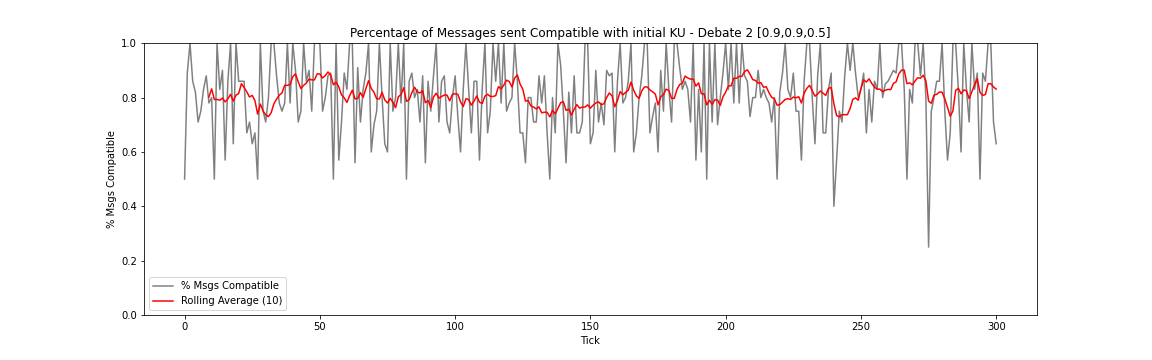 Percentage of Messages sent Compatible with initial KU - Debate 2 [0.9,0.9,0.5]
1.0
0.8
0.6
0.4
0.2
0.0
% Msgs Compatible
% Msgs Compatible
Rolling Average (10)
0 50 100 150 200 250 300
Tick